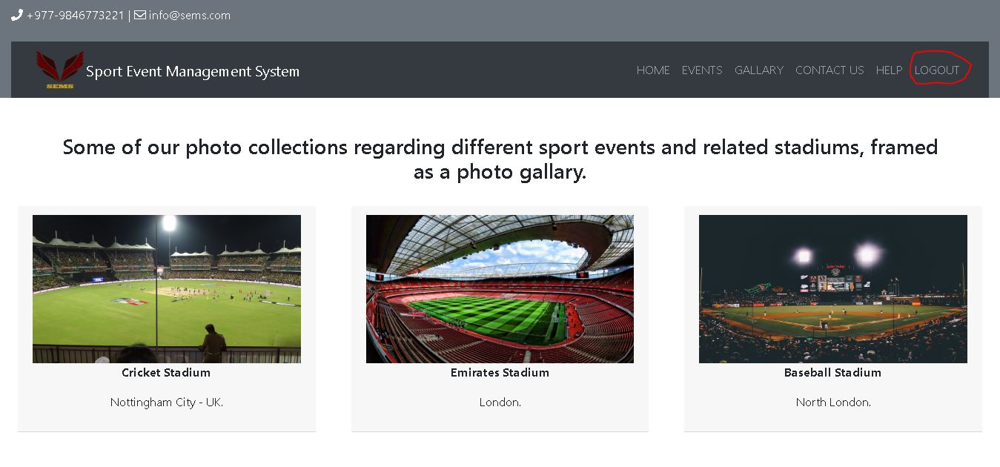 +977-9846773221 | info@sems.com
SEMS
Sport Event Management System
HOME EVENTS GALLARY CONTACT US HELP LOGOUT
Some of our photo collections regarding different sport events and related stadiums, framed
as a photo gallary.
Cricket Stadium
Nottingham City - UK.
Emirates Stadium
London.
Baseball Stadium
North London.